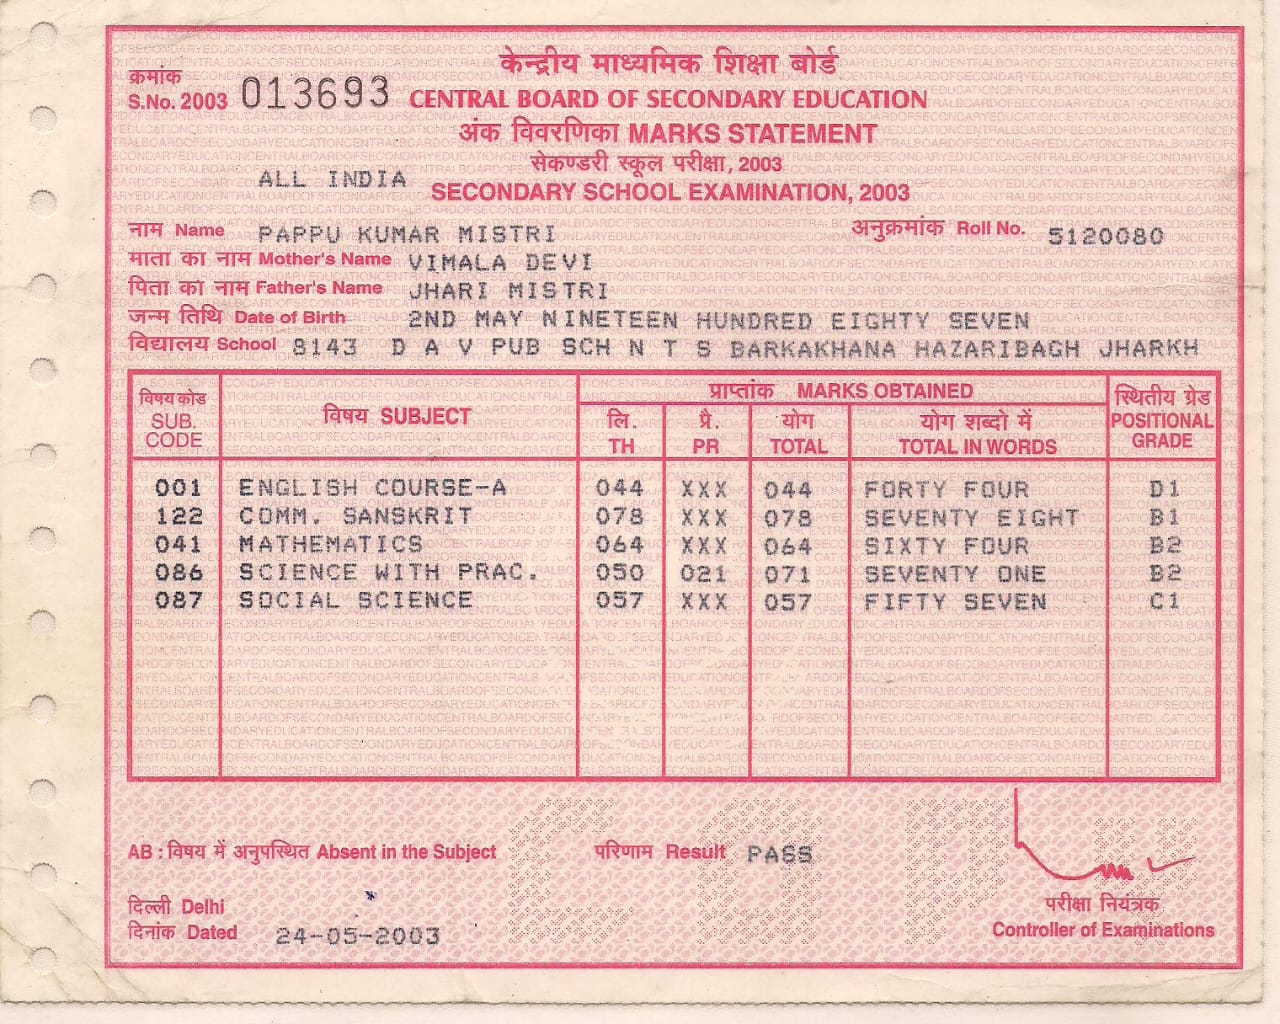 केन्द्रीय माध्यमिक शिक्षा बोर्ड
क्रमांक
S.No. 2003 013693 CENTRAL BOARD OF SECONDARY EDUCATION
अंक विवरणिका MARKS STATEMENT
सेकण्डरी स्कूल परीक्षा, 2003
ALL INDIA
SECONDARY SCHOOL EXAMINATION, 2003
नाम Name PAPPU KUMAR MISTRI अनुक्रमांक Roll No. 5120080
माता का नाम Mother's Name VIMALA DEVI
पिता का नाम Father's Name JHARI MISTRI
जन्म तिथि Date of Birth 2ND MAY NINETEEN HUNDRED EIGHTY SEVEN
विद्यालय School 8143 D A V PUB SCH N T S BARKAKHANA HAZARIBAGH JHARKH
विषय कोड SUB. CODE विषय SUBJECT प्राप्तांक MARKS OBTAINED स्थितीय ग्रेड POSITIONAL GRADE
लि. TH प्रै. PR योग TOTAL योग शब्दो में TOTAL IN WORDS
001 ENGLISH COURSE-A 044 XXX 044 FORTY FOUR D1
122 COMM. SANSKRIT 078 XXX 078 SEVENTY EIGHT B1
041 MATHEMATICS 064 XXX 064 SIXTY FOUR B2
086 SCIENCE WITH PRAC. 050 021 071 SEVENTY ONE B2
087 SOCIAL SCIENCE 057 XXX 057 FIFTY SEVEN C1
AB : विषय में अनुपस्थित Absent in the Subject परिणाम Result PASS
दिल्ली Delhi
दिनांक Dated 24-05-2003
परीक्षा नियंत्रक
Controller of Examinations